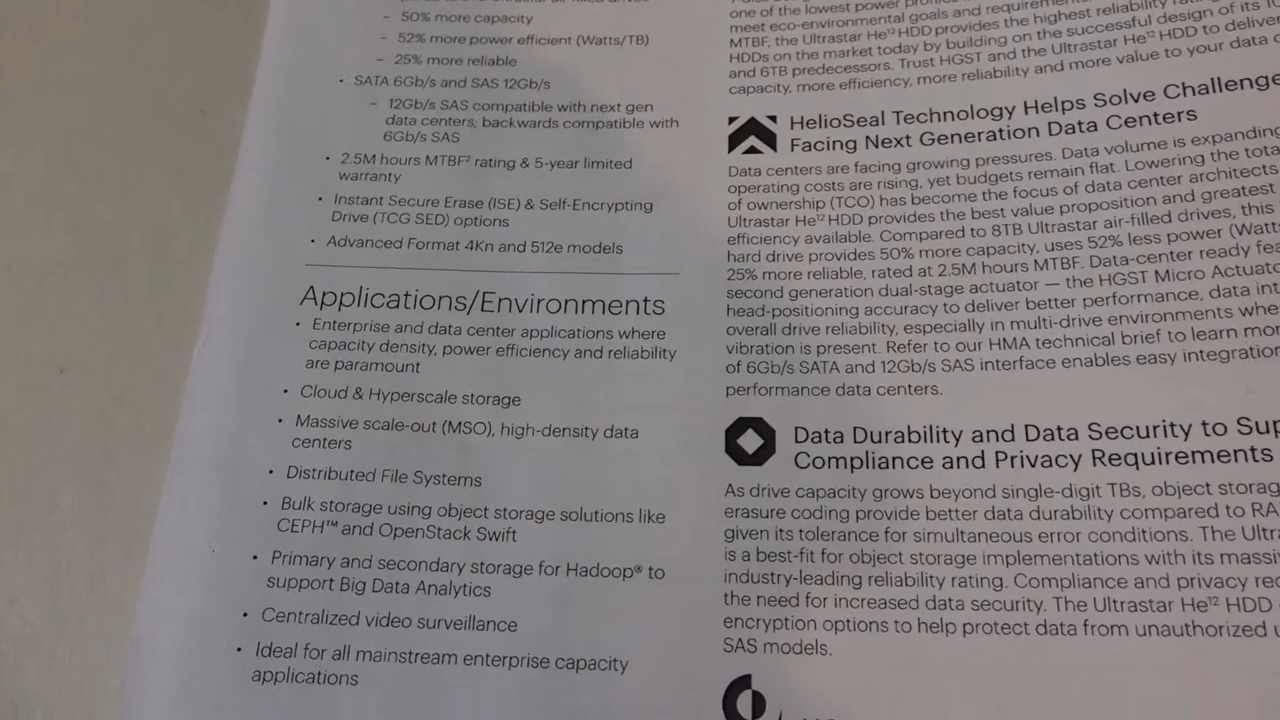 – 50% more capacity
– 52% more power efficient (Watts/TB)
– 25% more reliable
• SATA 6Gb/s and SAS 12Gb/s
– 12Gb/s SAS compatible with next gen
data centers; backwards compatible with
6Gb/s SAS
• 2.5M hours MTBF² rating & 5-year limited
warranty
• Instant Secure Erase (ISE) & Self-Encrypting
Drive (TCG SED) options
• Advanced Format 4Kn and 512e models
Applications/Environments
• Enterprise and data center applications where
capacity density, power efficiency and reliability
are paramount
• Cloud & Hyperscale storage
• Massive scale-out (MSO), high-density data
centers
• Distributed File Systems
• Bulk storage using object storage solutions like
CEPH™ and OpenStack Swift
• Primary and secondary storage for Hadoop® to
support Big Data Analytics
• Centralized video surveillance
• Ideal for all mainstream enterprise capacity
applications
one of the lowest power
meet eco-environmental goals and
MTBF, the Ultrastar He¹² HDD provides the highest reliability
HDDs on the market today by building on the successful design of its
and 6TB predecessors. Trust HGST and the Ultrastar He¹² HDD to deliver
capacity, more efficiency, more reliability and more value to your data
HelioSeal Technology Helps Solve Challenge
Facing Next Generation Data Centers
Data centers are facing growing pressures. Data volume is expanding
operating costs are rising, yet budgets remain flat. Lowering the tota
of ownership (TCO) has become the focus of data center architects
Ultrastar He¹² HDD provides the best value proposition and greatest
efficiency available. Compared to 8TB Ultrastar air-filled drives, this
hard drive provides 50% more capacity, uses 52% less power (Watt
25% more reliable, rated at 2.5M hours MTBF. Data-center ready fea
second generation dual-stage actuator — the HGST Micro Actuato
head-positioning accuracy to deliver better performance, data int
overall drive reliability, especially in multi-drive environments whe
vibration is present. Refer to our HMA technical brief to learn mor
of 6Gb/s SATA and 12Gb/s SAS interface enables easy integration
performance data centers.
Data Durability and Data Security to Sup
Compliance and Privacy Requirements
As drive capacity grows beyond single-digit TBs, object storag
erasure coding provide better data durability compared to RA
given its tolerance for simultaneous error conditions. The Ultr
is a best-fit for object storage implementations with its massi
industry-leading reliability rating. Compliance and privacy rec
the need for increased data security. The Ultrastar He¹² HDD
encryption options to help protect data from unauthorized u
SAS models.